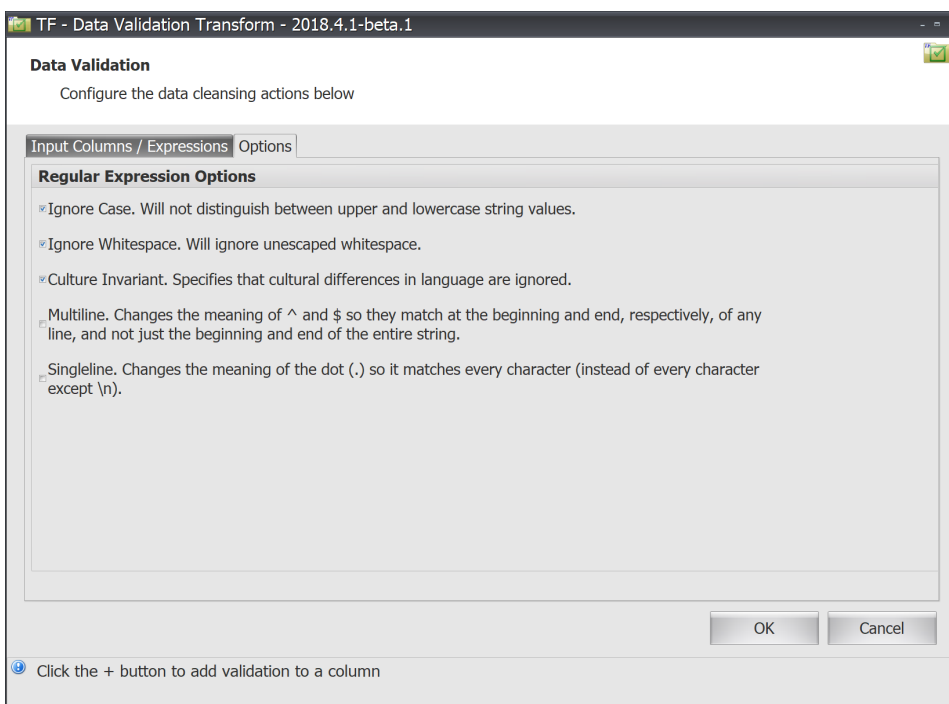 TF - Data Validation Transform - 2018.4.1-beta.1
Data Validation
Configure the data cleansing actions below
Input Columns / Expressions Options
Regular Expression Options
Ignore Case. Will not distinguish between upper and lowercase string values.
Ignore Whitespace. Will ignore unescaped whitespace.
Culture Invariant. Specifies that cultural differences in language are ignored.
Multiline. Changes the meaning of ^ and $ so they match at the beginning and end, respectively, of any
line, and not just the beginning and end of the entire string.
Singleline. Changes the meaning of the dot (.) so it matches every character (instead of every character
except \n).
OK Cancel
Click the + button to add validation to a column